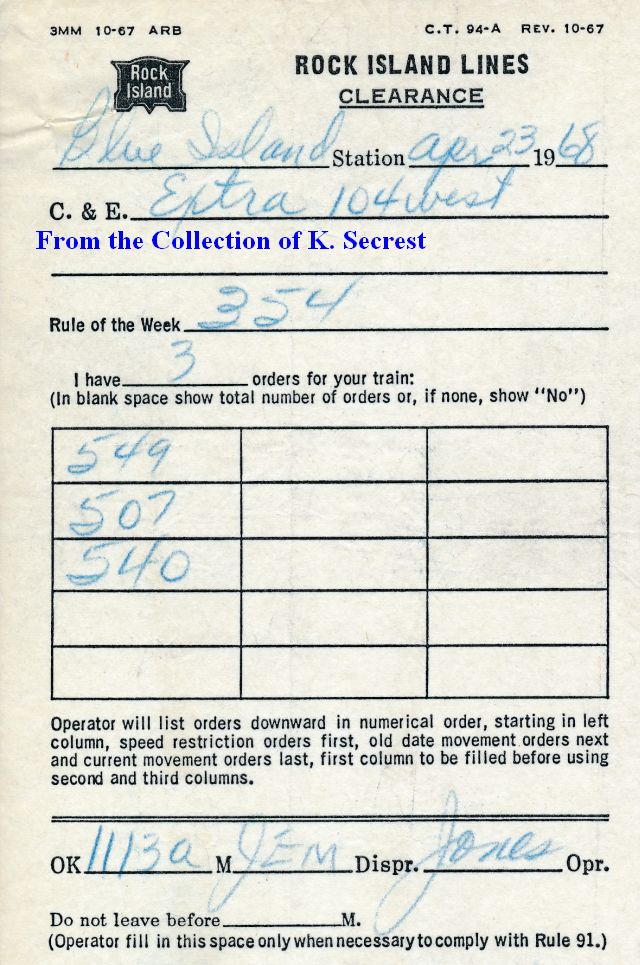 3MM 10-67 ARB C.T. 94-A REV. 10-67
Rock Island
ROCK ISLAND LINES
CLEARANCE
Blue Island Station Apr 23 1968
C. & E. Extra 104 west
From the Collection of K. Secrest
Rule of the Week 354
I have 3 orders for your train:
(In blank space show total number of orders or, if none, show "No")
549
507
540
Operator will list orders downward in numerical order, starting in left
column, speed restriction orders first, old date movement orders next
and current movement orders last, first column to be filled before using
second and third columns.
OK 1113a M JEM Dispr. Jones Opr.
Do not leave before M.
(Operator fill in this space only when necessary to comply with Rule 91.)